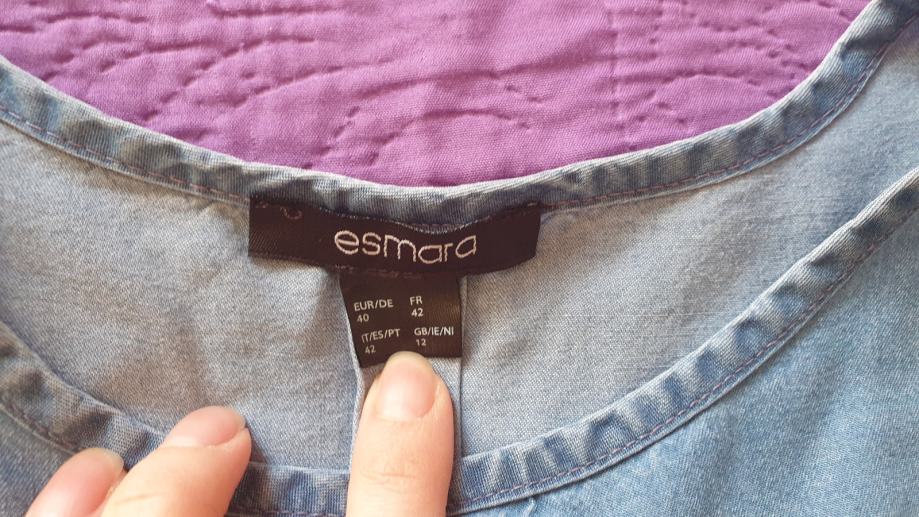 esmara
EUR/DE FR
40 42
IT/ES/PT GB/IE/NI
42 12